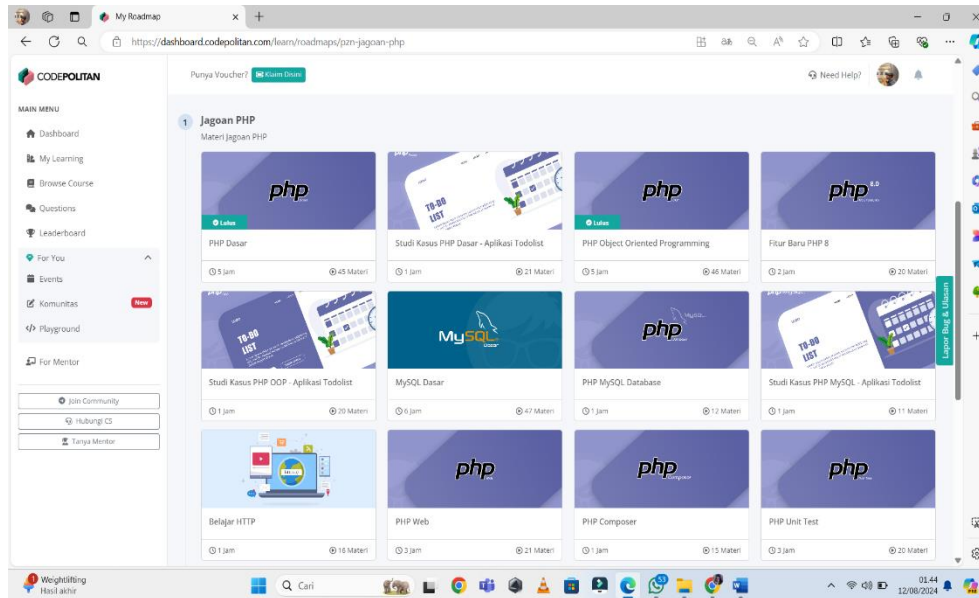 My Roadmap
https://dashboard.codepolitan.com/learn/roadmaps/pzn-jagoan-php
CODEPOLITAN
Punya Voucher? Klaim Disini
Need Help?
MAIN MENU
Dashboard
My Learning
Browse Course
Questions
Leaderboard
For You
Events
Komunitas New
Playground
For Mentor
Join Community
Hubungi CS
Tanya Mentor
1 Jagoan PHP
Materi Jagoan PHP
php
Lulus
PHP Dasar
5 Jam 45 Materi
TO-DO
LIST
Studi Kasus PHP Dasar - Aplikasi Todolist
1 Jam 21 Materi
php
Lulus
PHP Object Oriented Programming
5 Jam 46 Materi
php 8.0
Fitur Baru PHP 8
2 Jam 20 Materi
TO-DO
LIST
Studi Kasus PHP OOP - Aplikasi Todolist
1 Jam 20 Materi
MySQL
Dasar
MySQL Dasar
6 Jam 47 Materi
php MySQL
PHP MySQL Database
1 Jam 12 Materi
TO-DO
LIST
Studi Kasus PHP MySQL - Aplikasi Todolist
1 Jam 11 Materi
Belajar HTTP
1 Jam 16 Materi
php
PHP Web
3 Jam 21 Materi
php
Composer
PHP Composer
1 Jam 15 Materi
php
PHP Unit Test
3 Jam 20 Materi
Lapor Bug & Ulasan
1
Weightlifting
Hasil akhir
Cari
53
01.44
12/08/2024